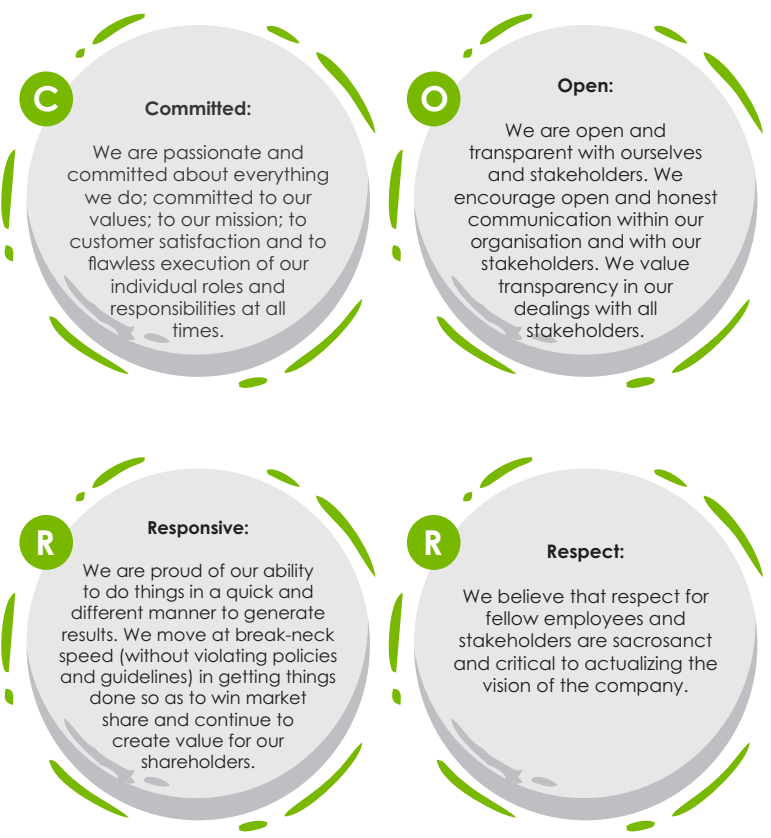 C
Committed:
We are passionate and
committed about everything
we do; committed to our
values; to our mission; to
customer satisfaction and to
flawless execution of our
individual roles and
responsibilities at all
times.
O
Open:
We are open and
transparent with ourselves
and stakeholders. We
encourage open and honest
communication within our
organisation and with our
stakeholders. We value
transparency in our
dealings with all
stakeholders.
R
Responsive:
We are proud of our ability
to do things in a quick and
different manner to generate
results. We move at break-neck
speed (without violating policies
and guidelines) in getting things
done so as to win market
share and continue to
create value for our
shareholders.
R
Respect:
We believe that respect for
fellow employees and
stakeholders are sacrosanct
and critical to actualizing the
vision of the company.